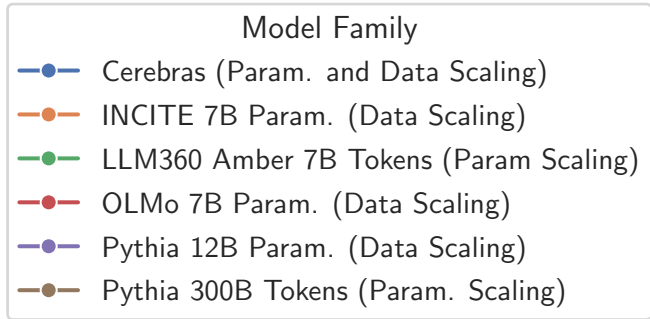 Model Family
Cerebras (Param. and Data Scaling)
INCITE 7B Param. (Data Scaling)
LLM360 Amber 7B Tokens (Param Scaling)
OLMo 7B Param. (Data Scaling)
Pythia 12B Param. (Data Scaling)
Pythia 300B Tokens (Param. Scaling)